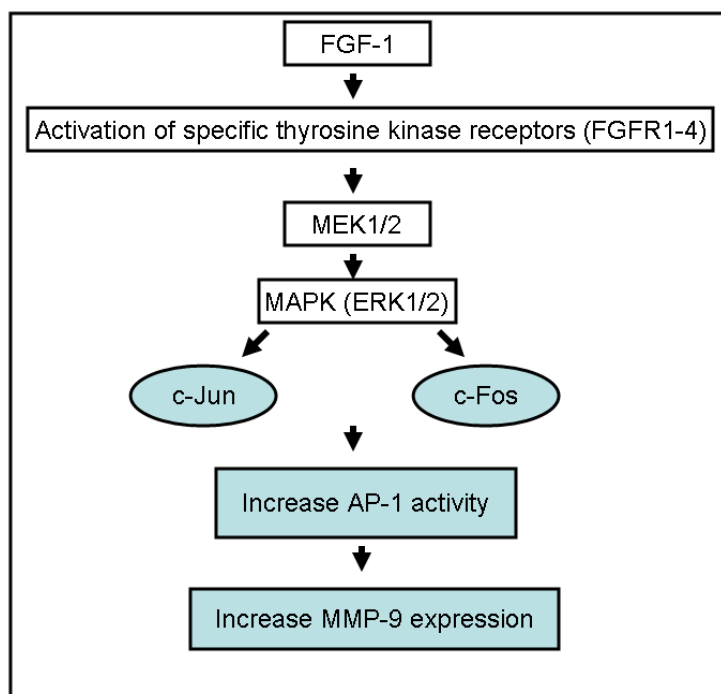 FGF-1
Activation of specific thyrosine kinase receptors (FGFR1-4)
MEK1/2
MAPK (ERK1/2)
c-Jun
c-Fos
Increase AP-1 activity
Increase MMP-9 expression